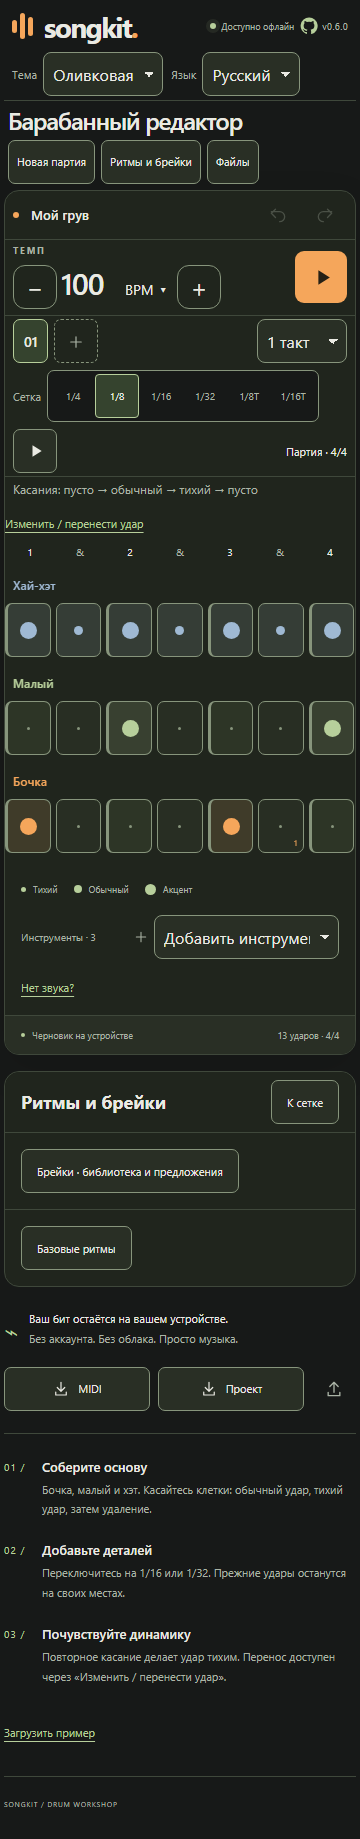 songkit.
Доступно офлайн
v0.6.0
Тема
Оливковая
Язык
Русский
Барабанный редактор
Новая партия
Ритмы и брейки
Файлы
Мой грув
ТЕМП
− 100 BPM ▾ +
01 +
1 такт
Сетка 1/4 1/8 1/16 1/32 1/8T 1/16T
Партия · 4/4
Касания: пусто → обычный → тихий → пусто
Изменить / перенести удар
1 & 2 & 3 & 4
Хай-хэт
Малый
Бочка
1
Тихий Обычный Акцент
Инструменты · 3
+ Добавить инструмен
Нет звука?
Черновик на устройстве
13 ударов · 4/4
Ритмы и брейки
К сетке
Брейки · библиотека и предложения
Базовые ритмы
Ваш бит остаётся на вашем устройстве.
Без аккаунта. Без облака. Просто музыка.
MIDI
Проект
01 / Соберите основу
Бочка, малый и хэт. Касайтесь клетки: обычный удар, тихий
удар, затем удаление.
02 / Добавьте деталей
Переключитесь на 1/16 или 1/32. Прежние удары останутся
на своих местах.
03 / Почувствуйте динамику
Повторное касание делает удар тихим. Перенос доступен
через «Изменить / перенести удар».
Загрузить пример
SONGKIT / DRUM WORKSHOP